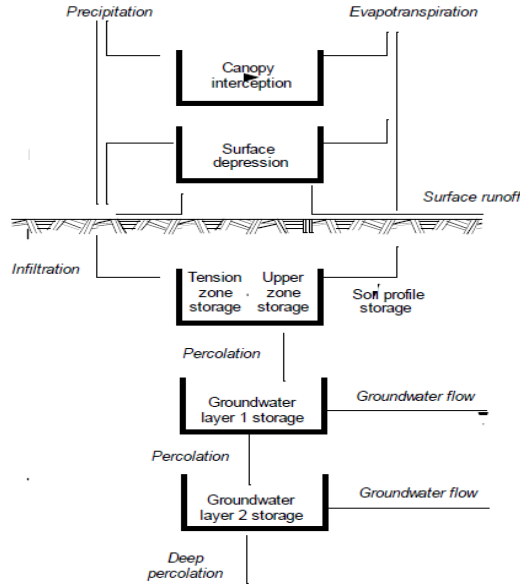 Precipitation
Evapotranspiration
Canopy
interception
Surface
depression
Surface runoff
Infiltration
Tension
zone
storage
Upper
zone
storage
Soil profile
storage
Percolation
Groundwater
layer 1 storage
Groundwater flow
Percolation
Groundwater
layer 2 storage
Groundwater flow
Deep
percolation